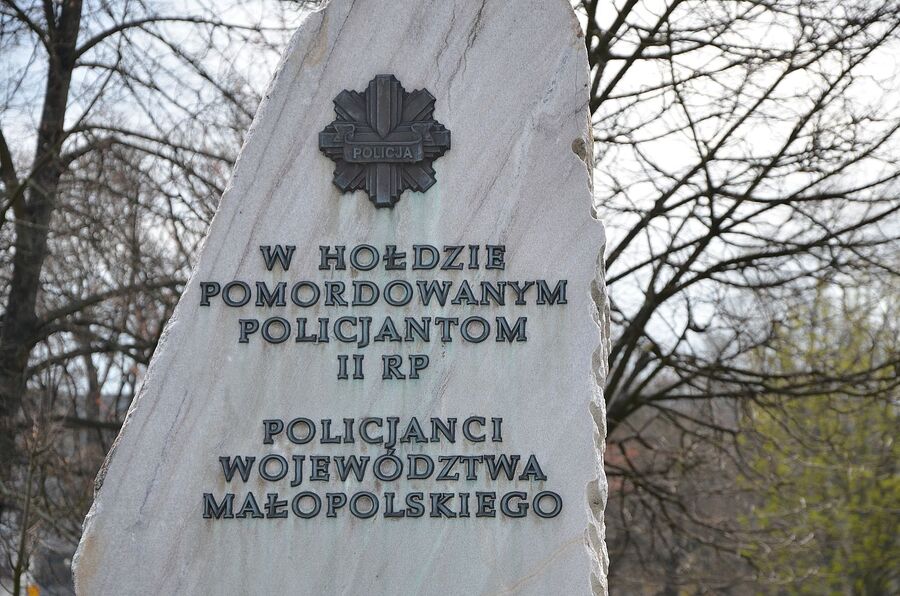 POLICJA
W HOŁDZIE
POMORDOWANYM
POLICJANTOM
II RP
POLICJANCI
WOJEWÓDZTWA
MAŁOPOLSKIEGO